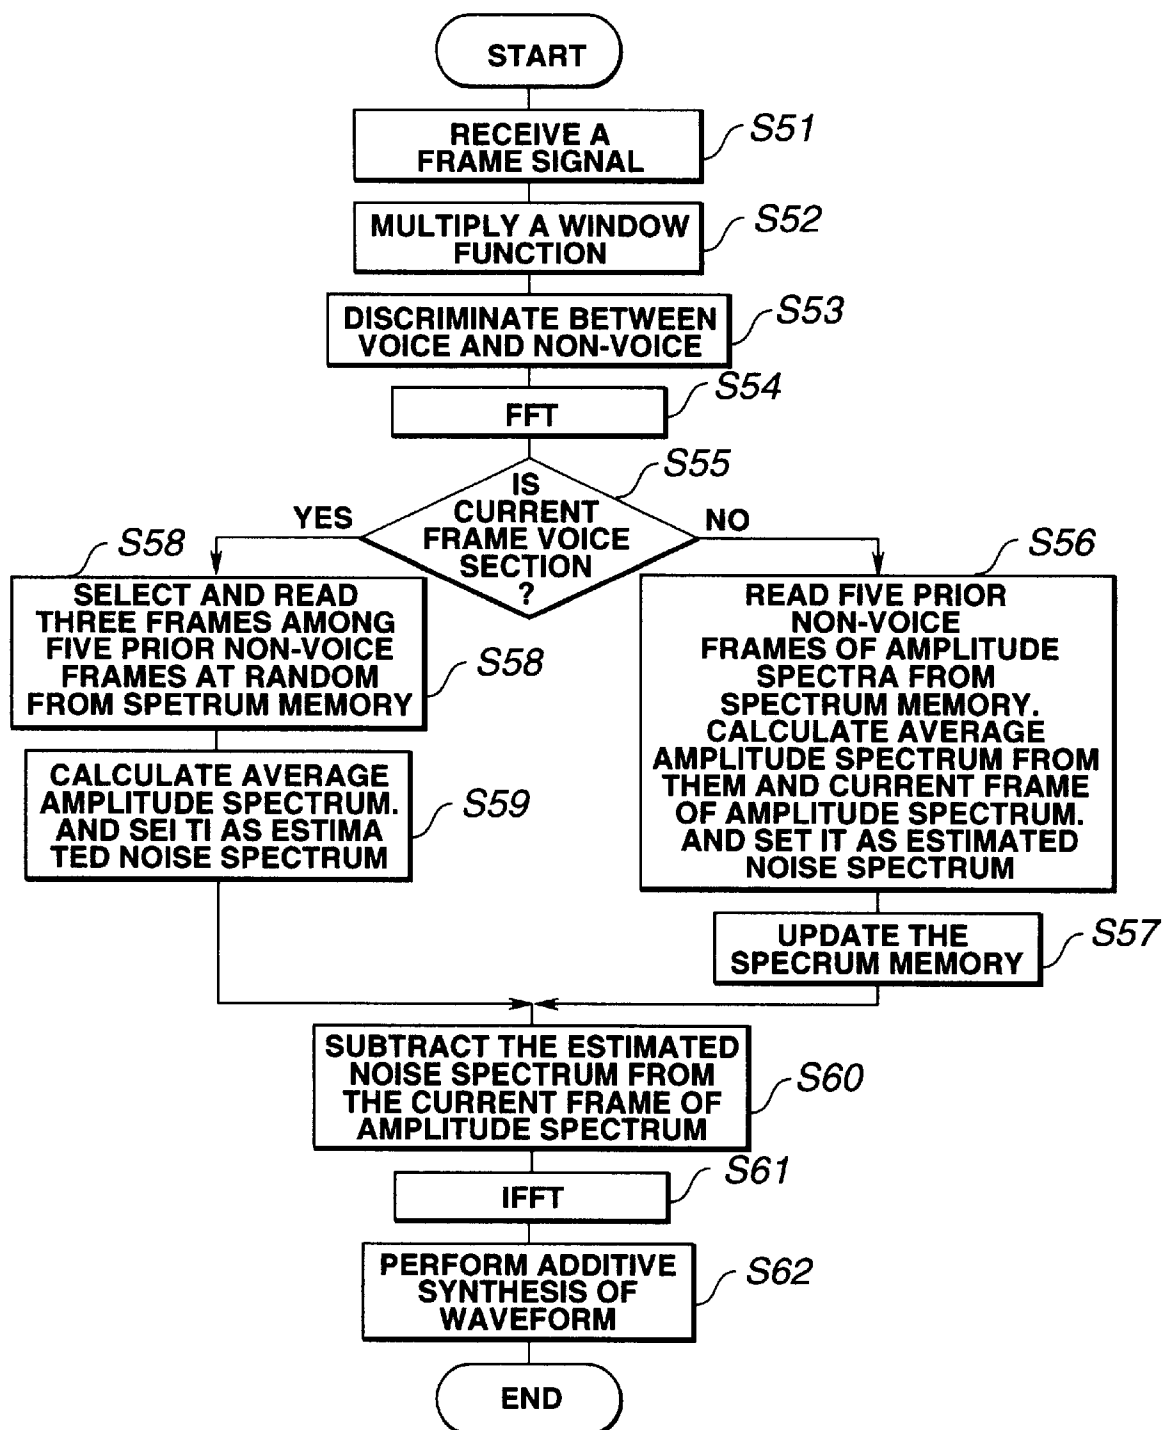 START
RECEIVE A
FRAME SIGNAL
S51
MULTIPLY A WINDOW
FUNCTION
S52
DISCRIMINATE BETWEEN
VOICE AND NON-VOICE
S53
FFT
S54
IS
CURRENT
FRAME VOICE
SECTION
?
S55
YES
NO
S58
SELECT AND READ
THREE FRAMES AMONG
FIVE PRIOR NON-VOICE
FRAMES AT RANDOM
FROM SPETRUM MEMORY
S58
CALCULATE AVERAGE
AMPLITUDE SPECTRUM.
AND SEI TI AS ESTIMA
TED NOISE SPECTRUM
S59
S56
READ FIVE PRIOR
NON-VOICE
FRAMES OF AMPLITUDE
SPECTRA FROM
SPECTRUM MEMORY.
CALCULATE AVERAGE
AMPLITUDE SPECTRUM FROM
THEM AND CURRENT FRAME
OF AMPLITUDE SPECTRUM.
AND SET IT AS ESTIMATED
NOISE SPECTRUM
UPDATE THE
SPECRUM MEMORY
S57
SUBTRACT THE ESTIMATED
NOISE SPECTRUM FROM
THE CURRENT FRAME OF
AMPLITUDE SPECTRUM
S60
IFFT
S61
PERFORM ADDITIVE
SYNTHESIS OF
WAVEFORM
S62
END